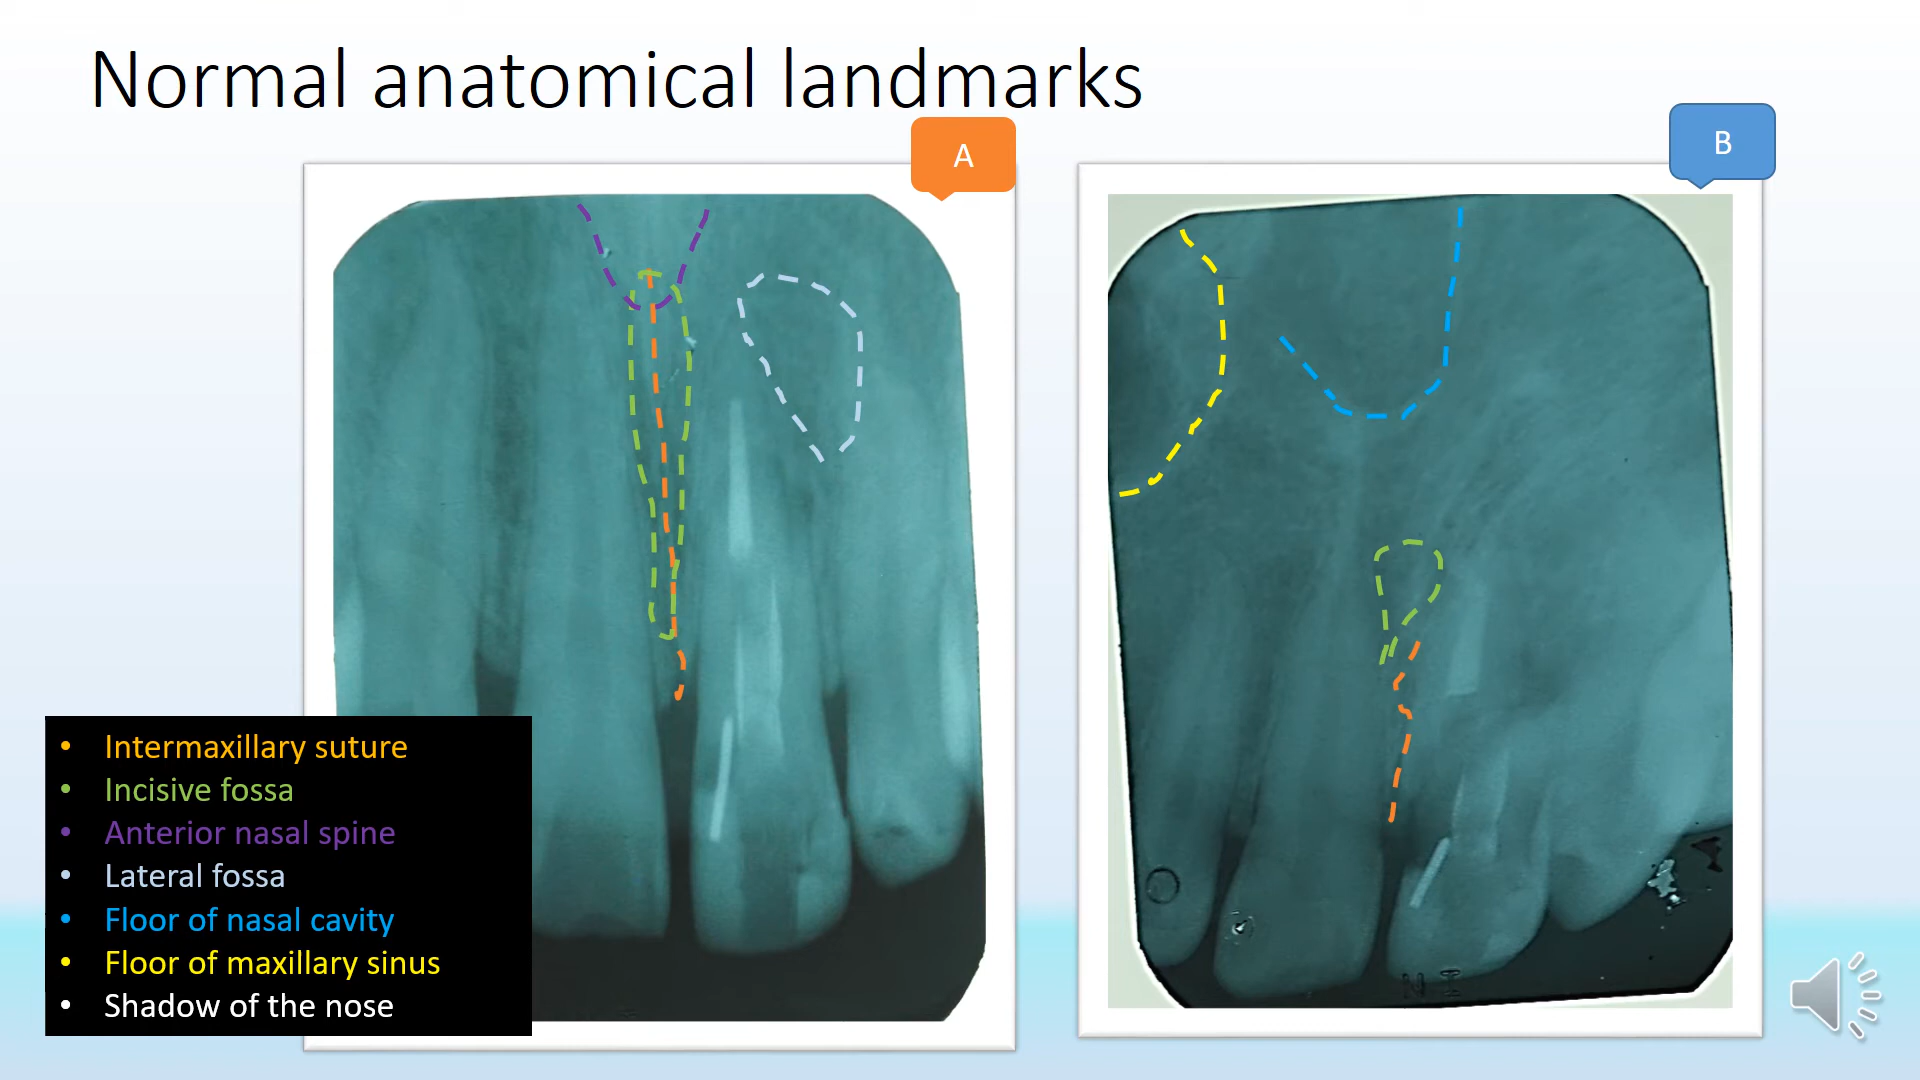 Normal anatomical landmarks
A
B
• Intermaxillary suture
• Incisive fossa
• Anterior nasal spine
• Lateral fossa
• Floor of nasal cavity
• Floor of maxillary sinus
• Shadow of the nose